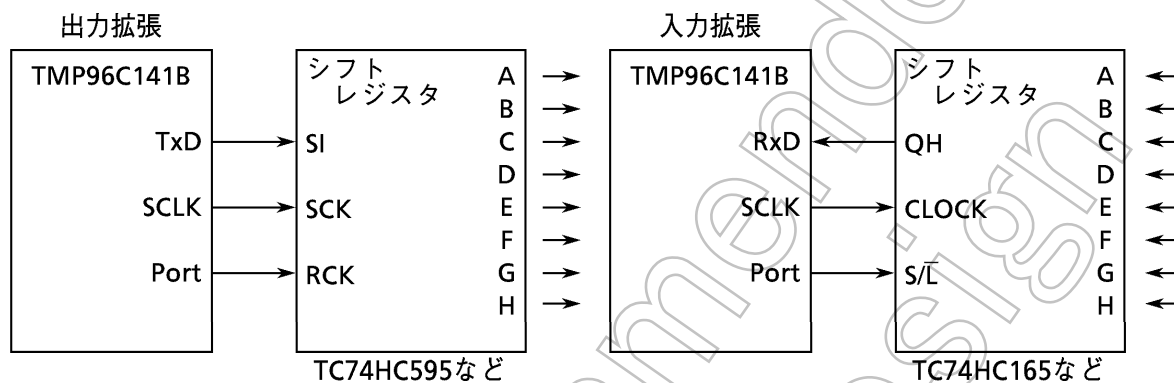 出力拡張
TMP96C141B
TxD
SCLK
Port
シフト
レジスタ
SI
SCK
RCK
A
B
C
D
E
F
G
H
TC74HC595など
入力拡張
TMP96C141B
RxD
SCLK
Port
シフト
レジスタ
QH
CLOCK
S/L̅
A
B
C
D
E
F
G
H
TC74HC165など